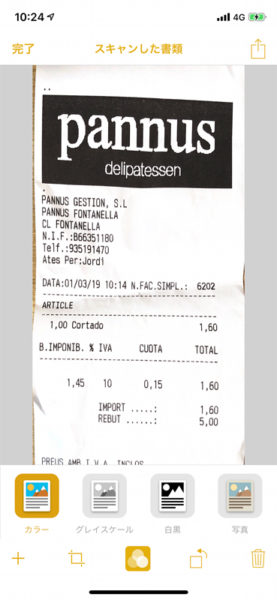 10:24
4G
完了 スキャンした書類
pannus
delipatessen
PANNUS GESTION, S.L
PANNUS FONTANELLA
CL FONTANELLA
N.I.F.:B66351180
Telf.:935191470
Ates Per:Jordi
DATA:01/03/19 10:14 N.FAC.SIMPL.: 6202
ARTICLE
1,00 Cortado 1,60
B.IMPONIB. % IVA CUOTA TOTAL
1,45 10 0,15 1,60
IMPORT .....: 1,60
REBUT ......: 5,00
PREUS AMB I.V.A. INCLOS
カラー グレイスケール 白黒 写真